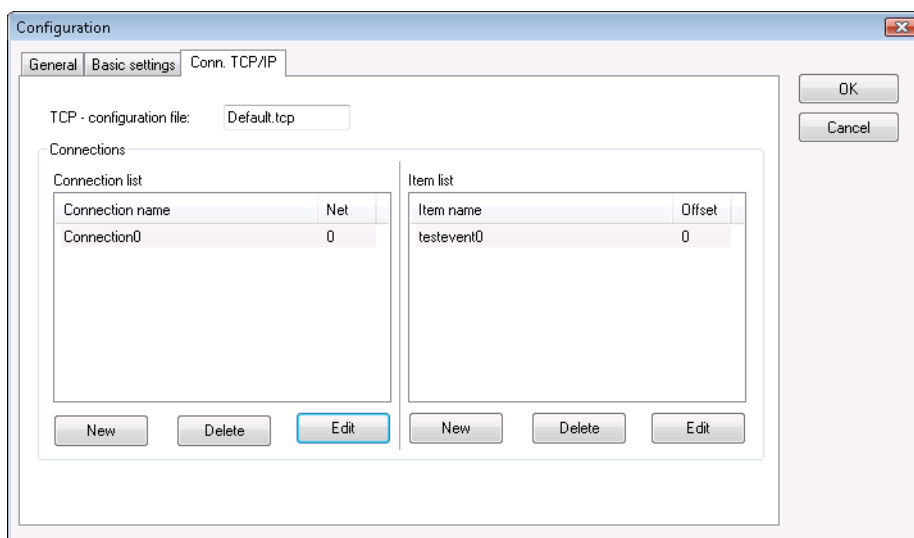 Configuration
General Basic settings Conn. TCP/IP
OK
Cancel
TCP - configuration file: Default.tcp
Connections
Connection list
Connection name Net
Connection0 0
New Delete Edit
Item list
Item name Offset
testevent0 0
New Delete Edit